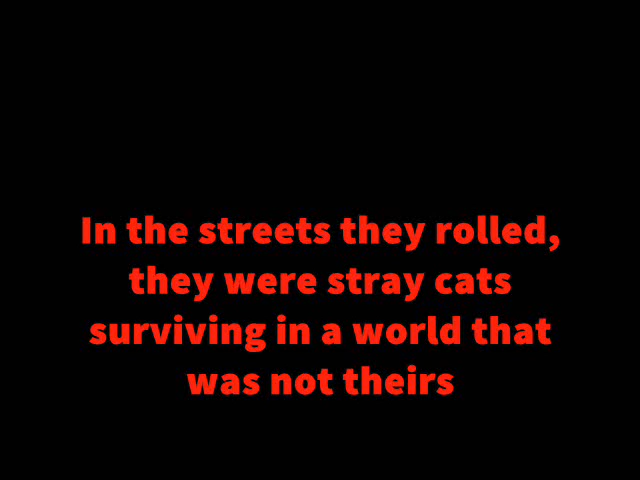 In the streets they rolled,
they were stray cats
surviving in a world that
was not theirs